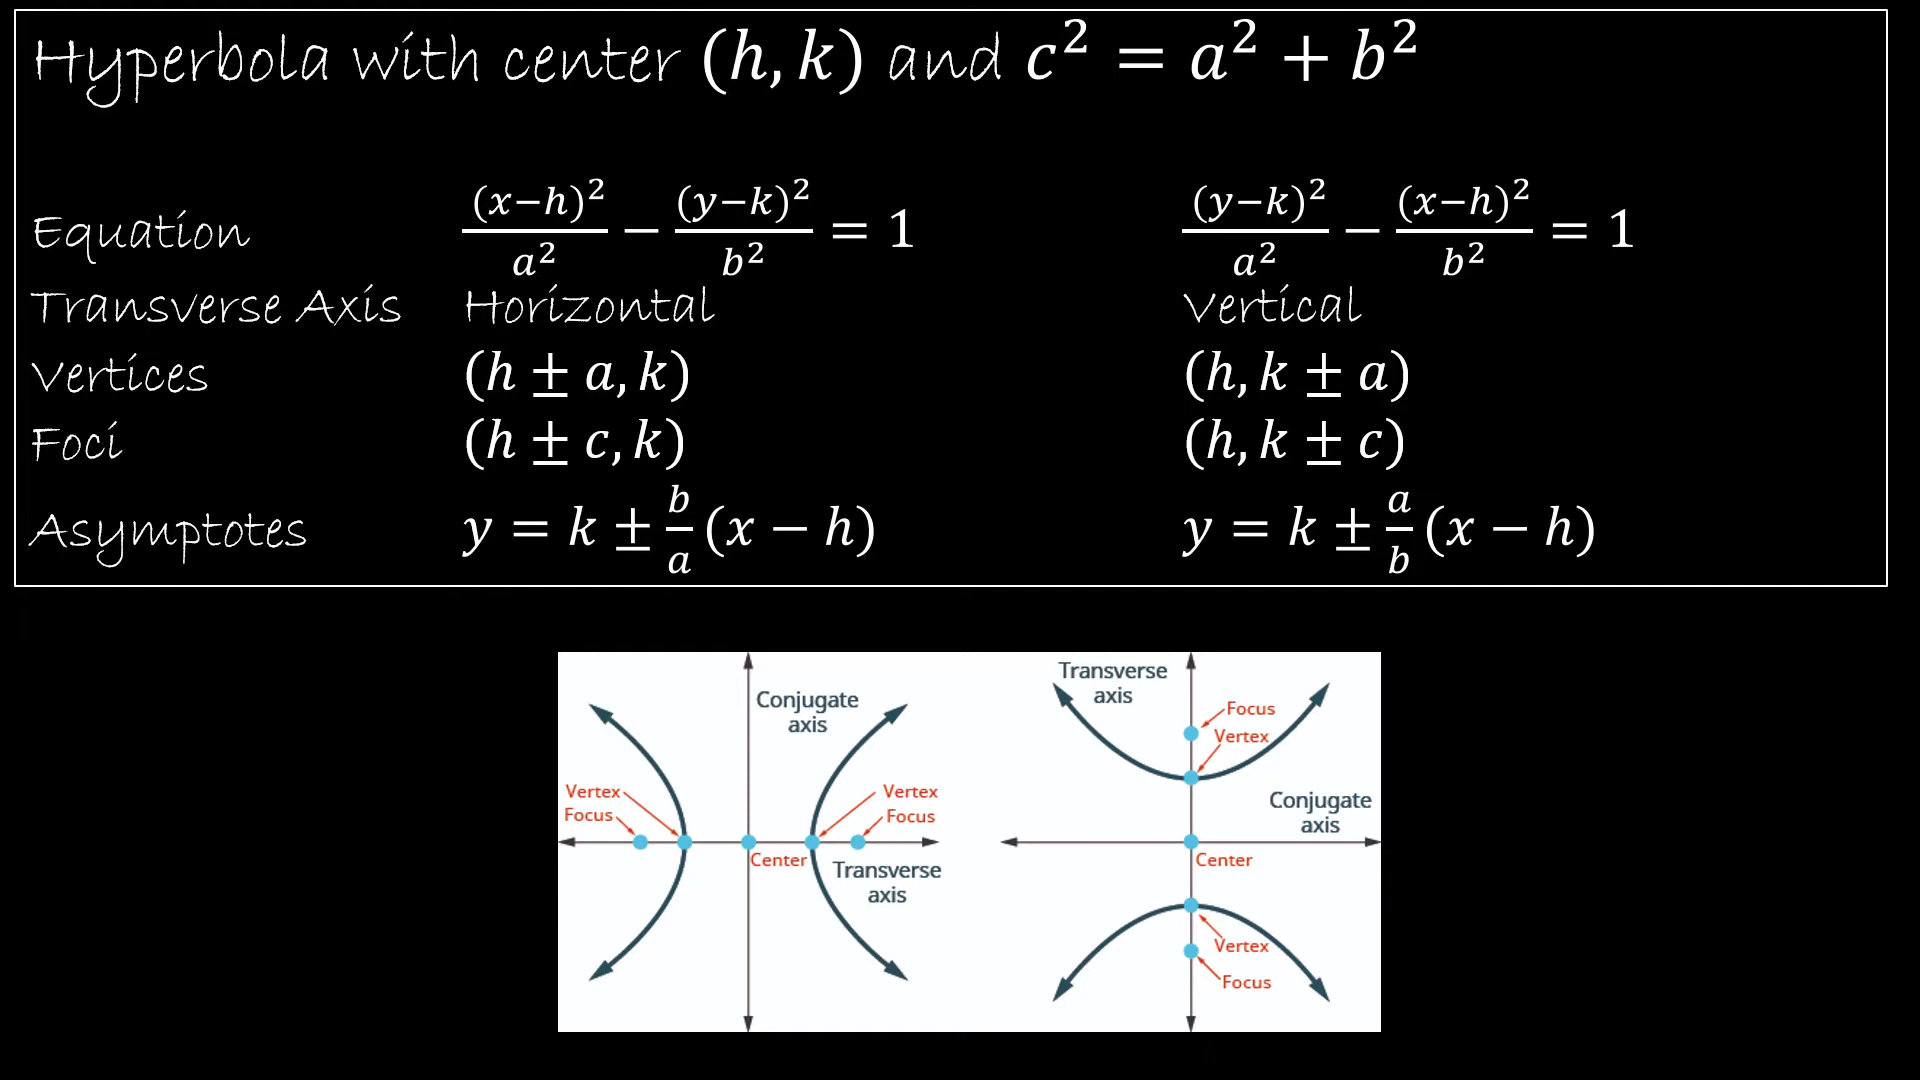 Hyperbola with center (h, k) and c² = a² + b²
Equation (x−h)²/a² − (y−k)²/b² = 1 (y−k)²/a² − (x−h)²/b² = 1
Transverse Axis Horizontal Vertical
Vertices (h ± a, k) (h, k ± a)
Foci (h ± c, k) (h, k ± c)
Asymptotes y = k ± b/a (x − h) y = k ± a/b (x − h)
Conjugate
axis
Vertex
Focus
Vertex
Focus
Center
Transverse
axis
Transverse
axis
Focus
Vertex
Conjugate
axis
Center
Vertex
Focus